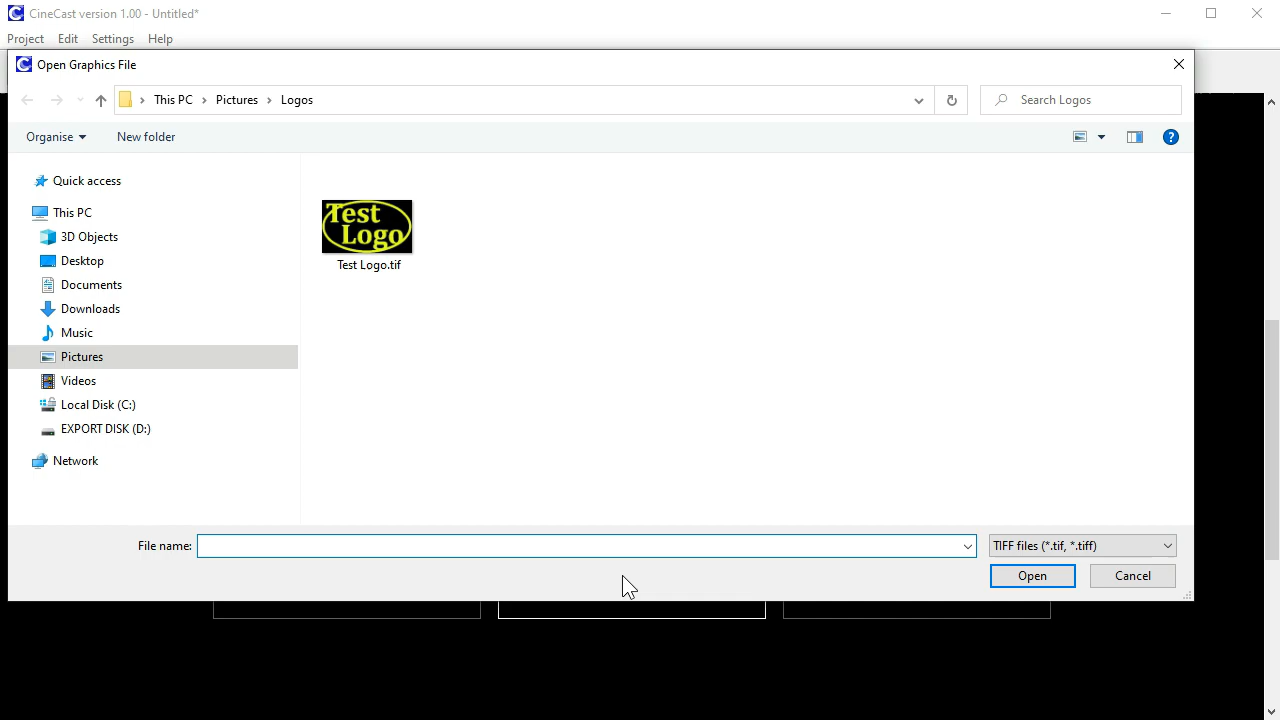 CineCast version 1.00 - Untitled*
Project Edit Settings Help
Open Graphics File
This PC Pictures Logos
Search Logos
Organise New folder
Quick access
This PC
3D Objects
Desktop
Documents
Downloads
Music
Pictures
Videos
Local Disk (C:)
EXPORT DISK (D:)
Network
Test
Logo
Test Logo.tif
File name:
TIFF files (*.tif, *.tiff)
Open Cancel